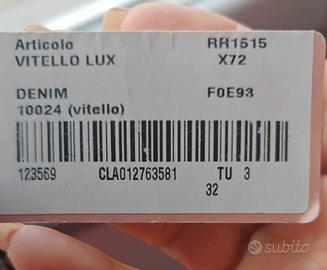 Articolo RR1515
VITELLO LUX X72
DENIM F0E93
10024 (vitello)
123569 CLA012763581 TU 3
32
subito